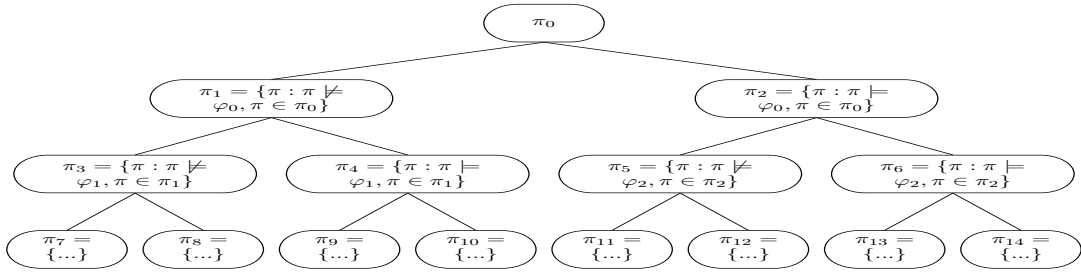 π₀
π₁ = {π : π ⊭
φ₀, π ∈ π₀}
π₂ = {π : π ⊨
φ₀, π ∈ π₀}
π₃ = {π : π ⊭
φ₁, π ∈ π₁}
π₄ = {π : π ⊨
φ₁, π ∈ π₁}
π₅ = {π : π ⊭
φ₂, π ∈ π₂}
π₆ = {π : π ⊨
φ₂, π ∈ π₂}
π₇ =
{...}
π₈ =
{...}
π₉ =
{...}
π₁₀ =
{...}
π₁₁ =
{...}
π₁₂ =
{...}
π₁₃ =
{...}
π₁₄ =
{...}